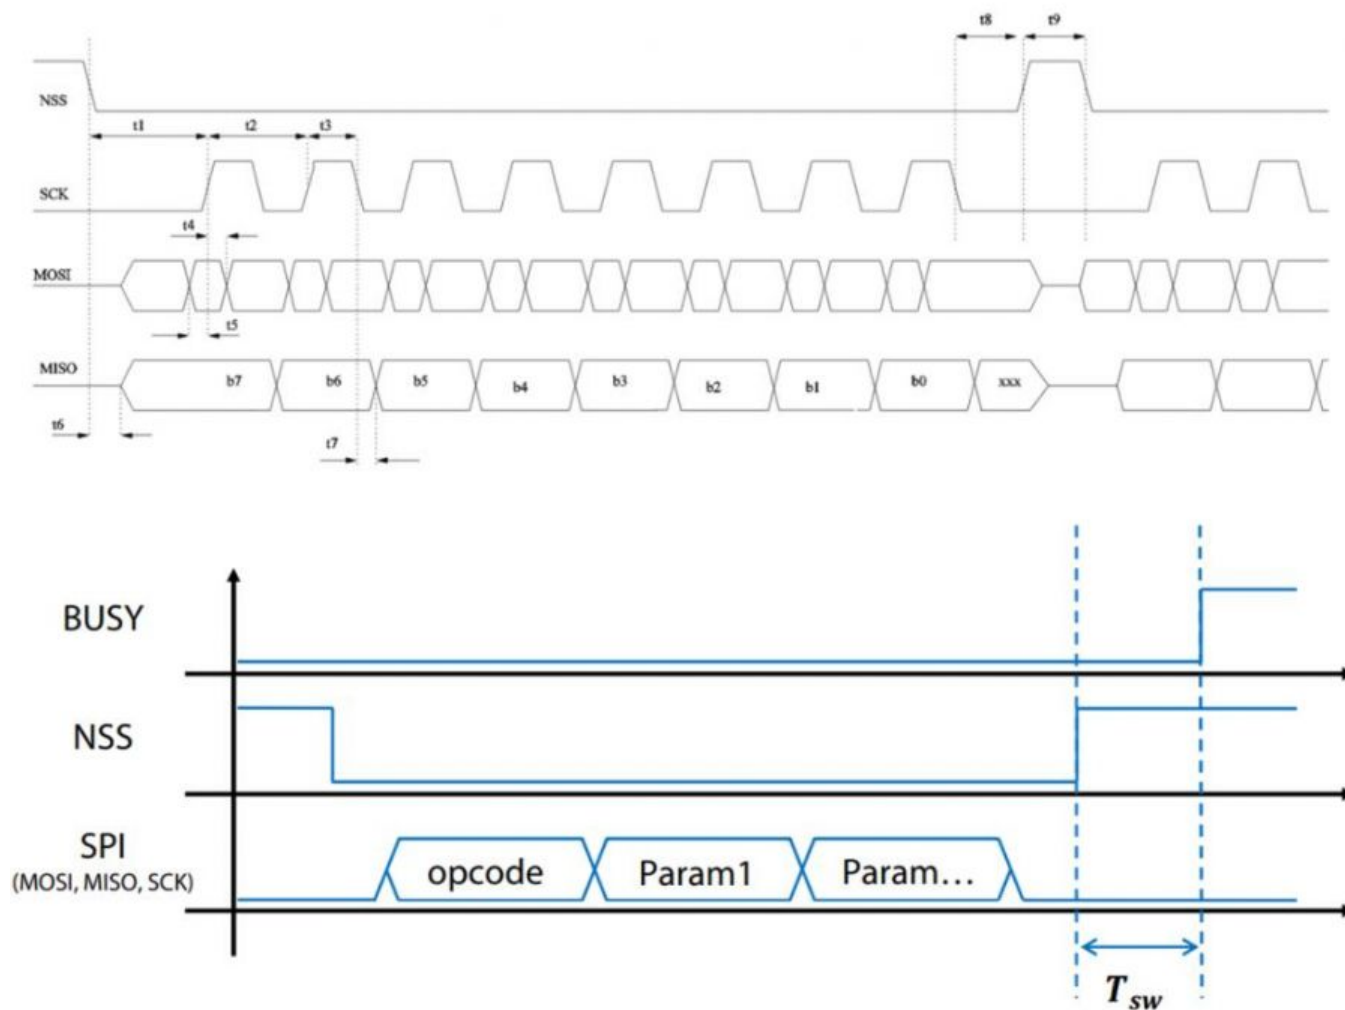 t8 t9
NSS
t1 t2 t3
SCK
t4
MOSI
t5
MISO b7 b6 b5 b4 b3 b2 b1 b0 xxx
t6
t7
BUSY
NSS
SPI
(MOSI, MISO, SCK)
opcode Param1 Param...
Tsw